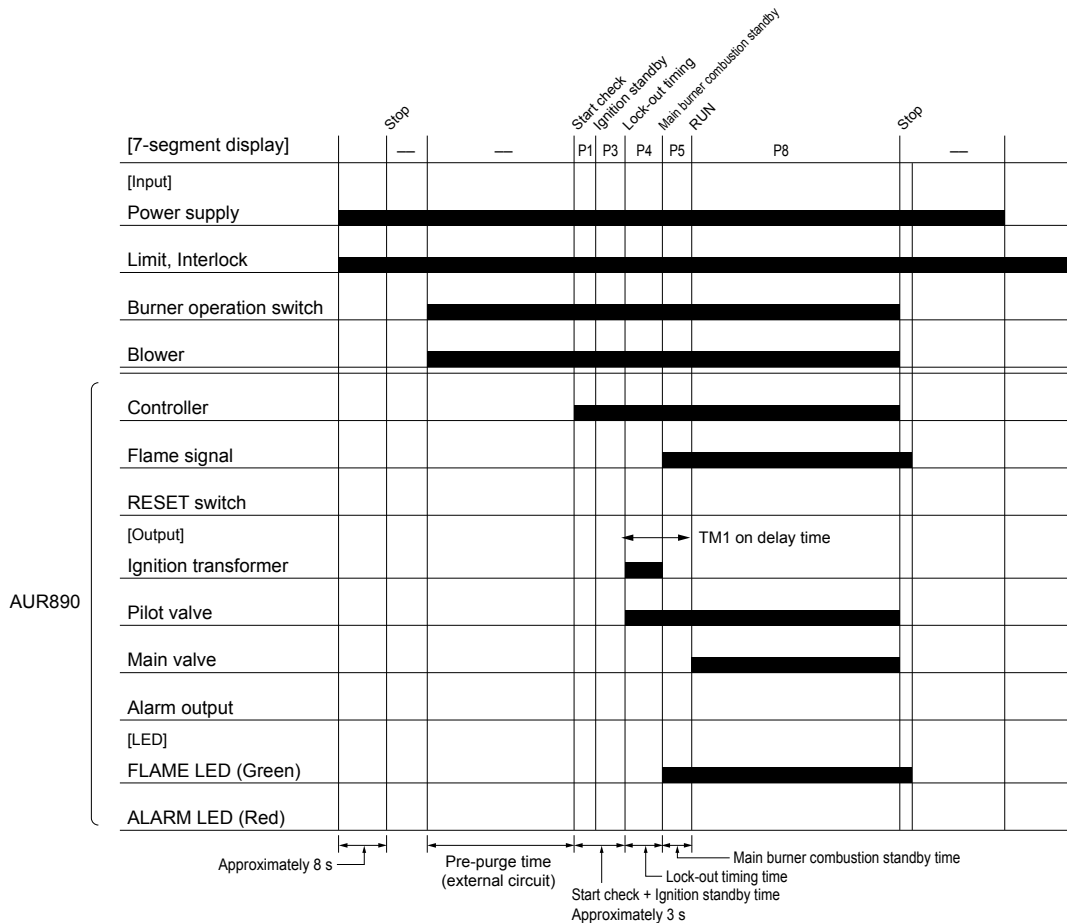 Stop
Start check
Ignition standby
Lock-out timing
Main burner combustion standby
RUN
Stop
[7-segment display] — — P1 P3 P4 P5 P8 —
[Input]
Power supply
Limit, Interlock
Burner operation switch
Blower
Controller
Flame signal
RESET switch
[Output]
TM1 on delay time
Ignition transformer
AUR890
Pilot valve
Main valve
Alarm output
[LED]
FLAME LED (Green)
ALARM LED (Red)
Approximately 8 s
Pre-purge time
(external circuit)
Main burner combustion standby time
Lock-out timing time
Start check + Ignition standby time
Approximately 3 s